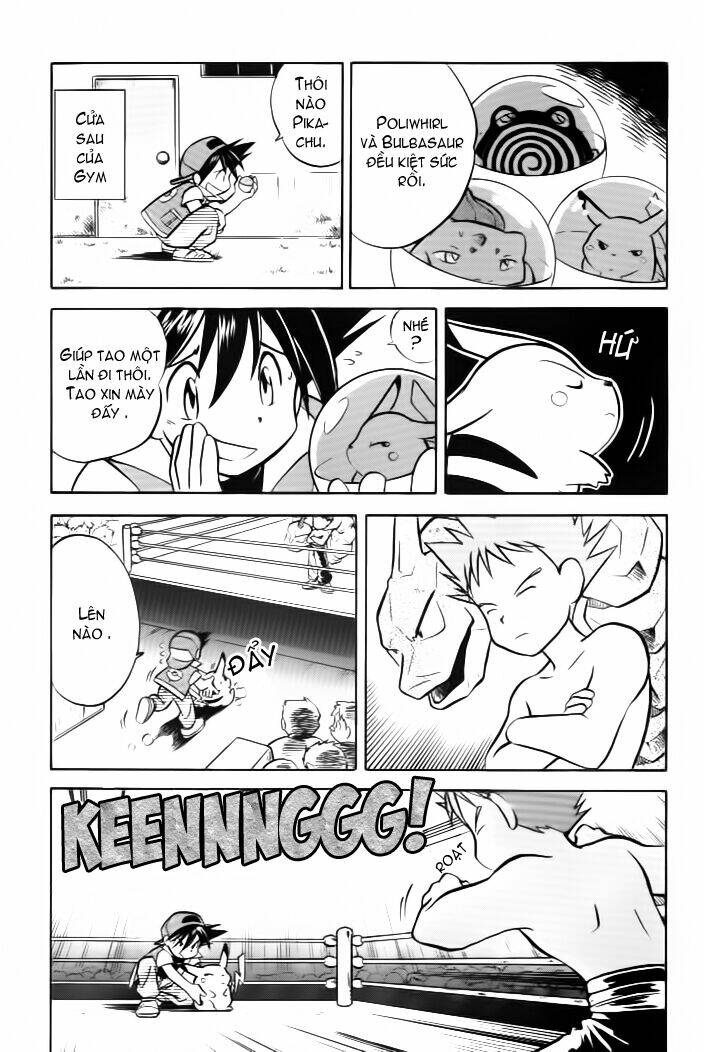 CỬA
SAU
CỦA
GYM
THÔI
NÀO
PIKA-
CHU.
POLIWHIRL
VÀ BULBASAUR
ĐỀU KIỆT SỨC
RỒI.
GIÚP TAO MỘT
LẦN ĐI THÔI.
TAO XIN MÀY
ĐẤY .
NHÉ
?
HỨ
LÊN
NÀO .
ĐẨY
KEENNNGGG!
ROẠT